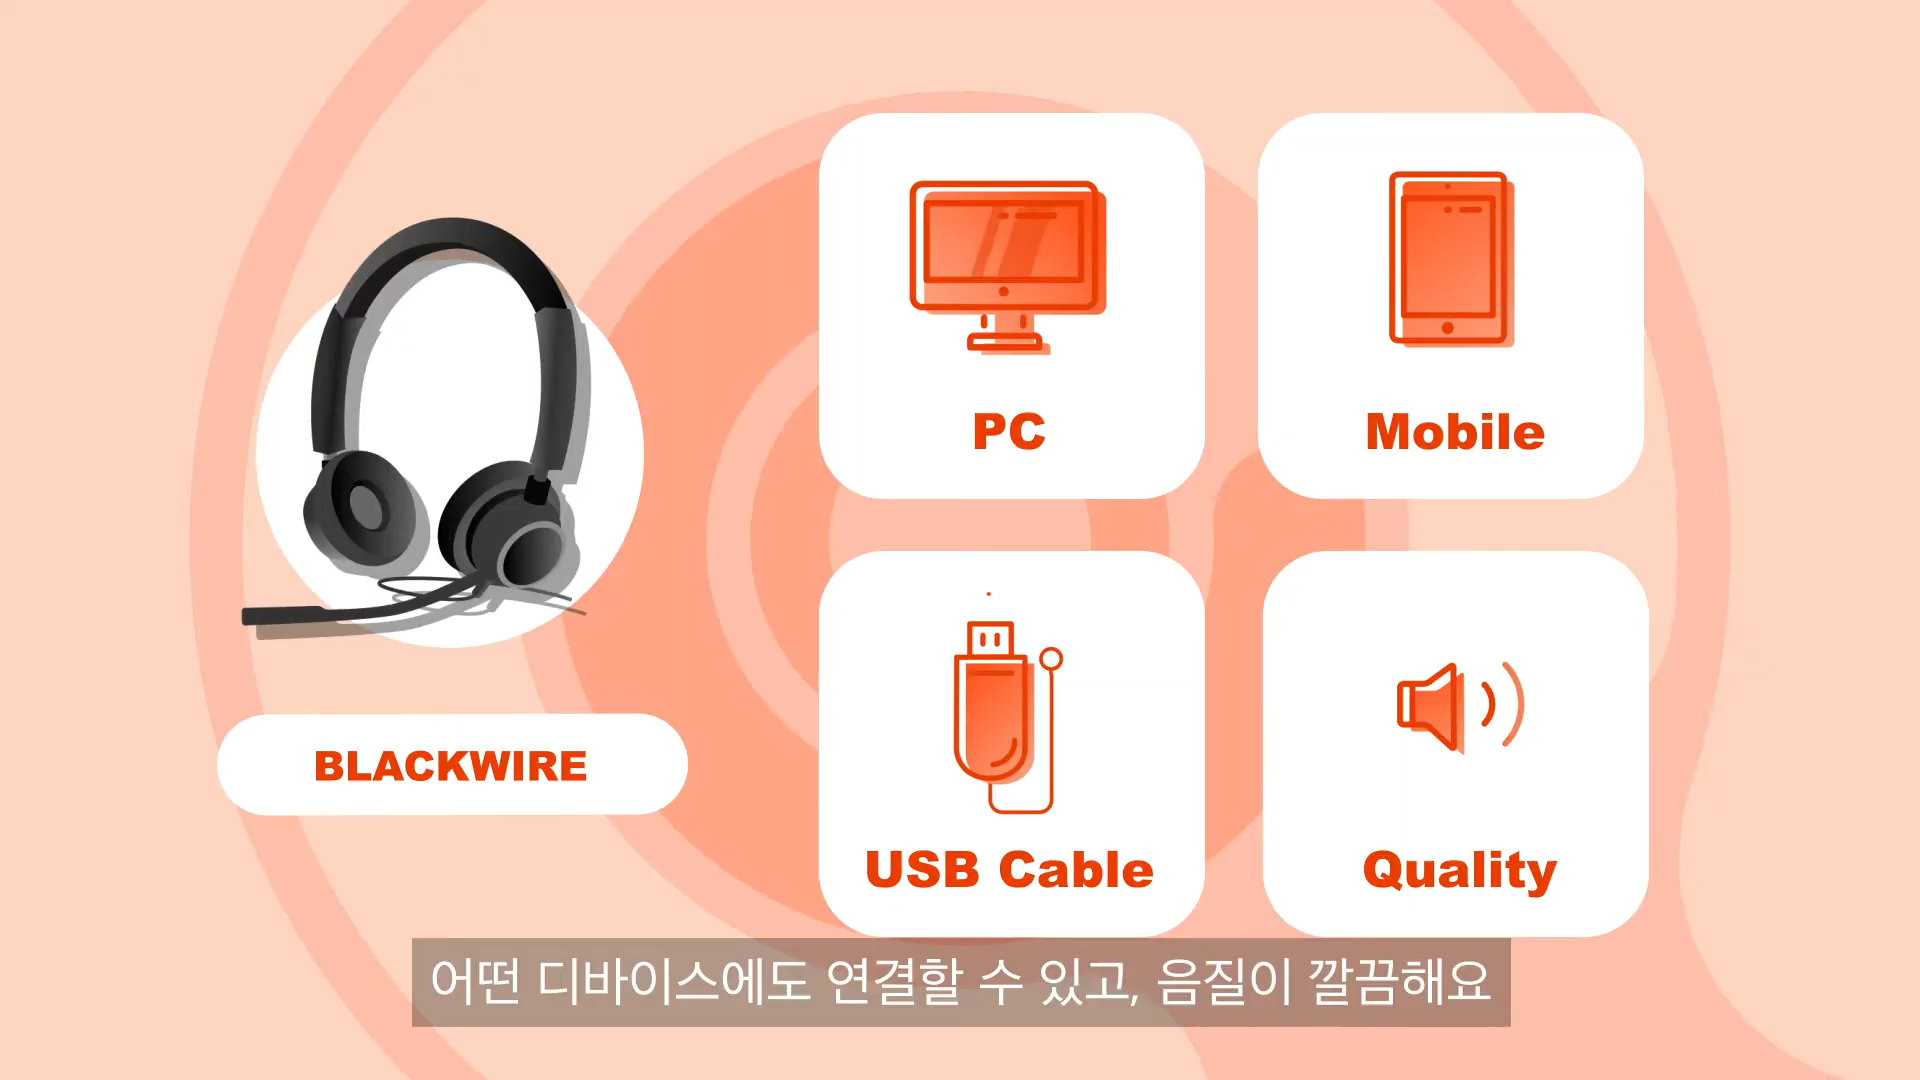 BLACKWIRE
PC
Mobile
USB Cable
Quality
어떤 디바이스에도 연결할 수 있고, 음질이 깔끔해요